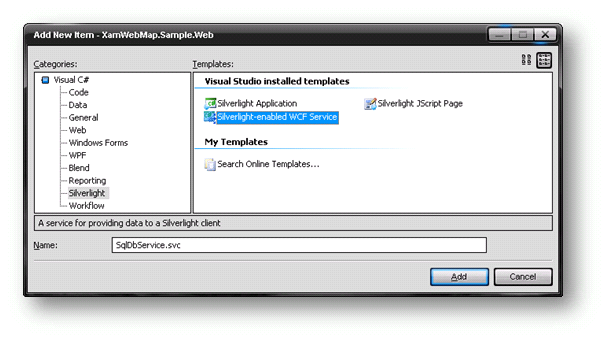 Add New Item - XamWebMap.Sample.Web
Categories:
Templates:
Visual C#
Code
Data
General
Web
Windows Forms
WPF
Blend
Reporting
Silverlight
Workflow
Visual Studio installed templates
Silverlight Application
Silverlight JScript Page
Silverlight-enabled WCF Service
My Templates
Search Online Templates...
A service for providing data to a Silverlight client
Name:
SqlDbService.svc
Add
Cancel